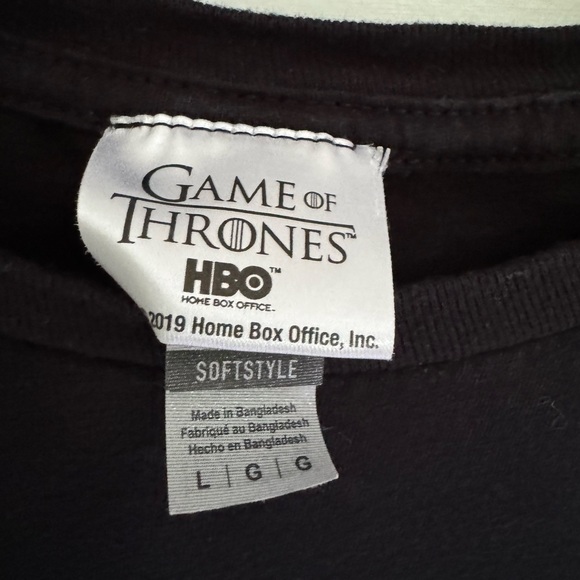 GAME OF
THRONES™
HBO™
HOME BOX OFFICE
2019 Home Box Office, Inc.
SOFTSTYLE
Made in Bangladesh
Fabriqué au Bangladesh
Hecho en Bangladesh
L | G | G